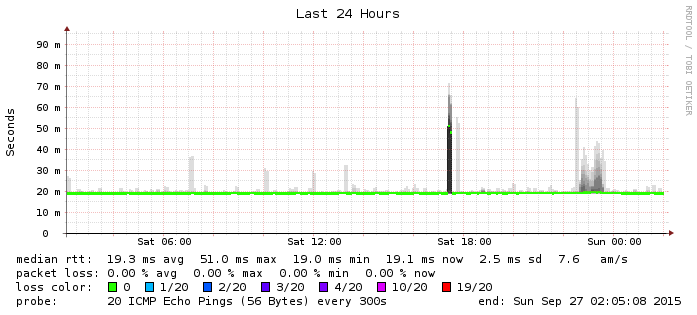 Last 24 Hours
RRDTOOL / TOBI OETIKER
Seconds
90 m
80 m
70 m
60 m
50 m
40 m
30 m
20 m
10 m
0
Sat 06:00 Sat 12:00 Sat 18:00 Sun 00:00
median rtt: 19.3 ms avg 51.0 ms max 19.0 ms min 19.1 ms now 2.5 ms sd 7.6 am/s
packet loss: 0.00 % avg 0.00 % max 0.00 % min 0.00 % now
loss color: 0 1/20 2/20 3/20 4/20 10/20 19/20
probe: 20 ICMP Echo Pings (56 Bytes) every 300s end: Sun Sep 27 02:05:08 2015